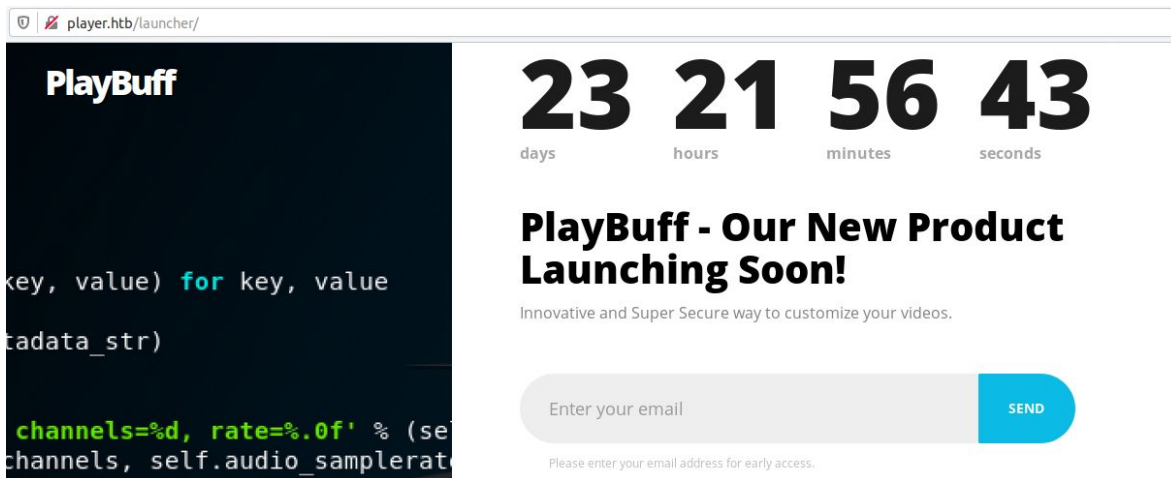 player.htb/launcher/
PlayBuff
key, value) for key, value
tadata_str)
channels=%d, rate=%.0f' % (se
channels, self.audio_samplerat
23 21 56 43
days hours minutes seconds
PlayBuff - Our New Product
Launching Soon!
Innovative and Super Secure way to customize your videos.
Enter your email SEND
Please enter your email address for early access.